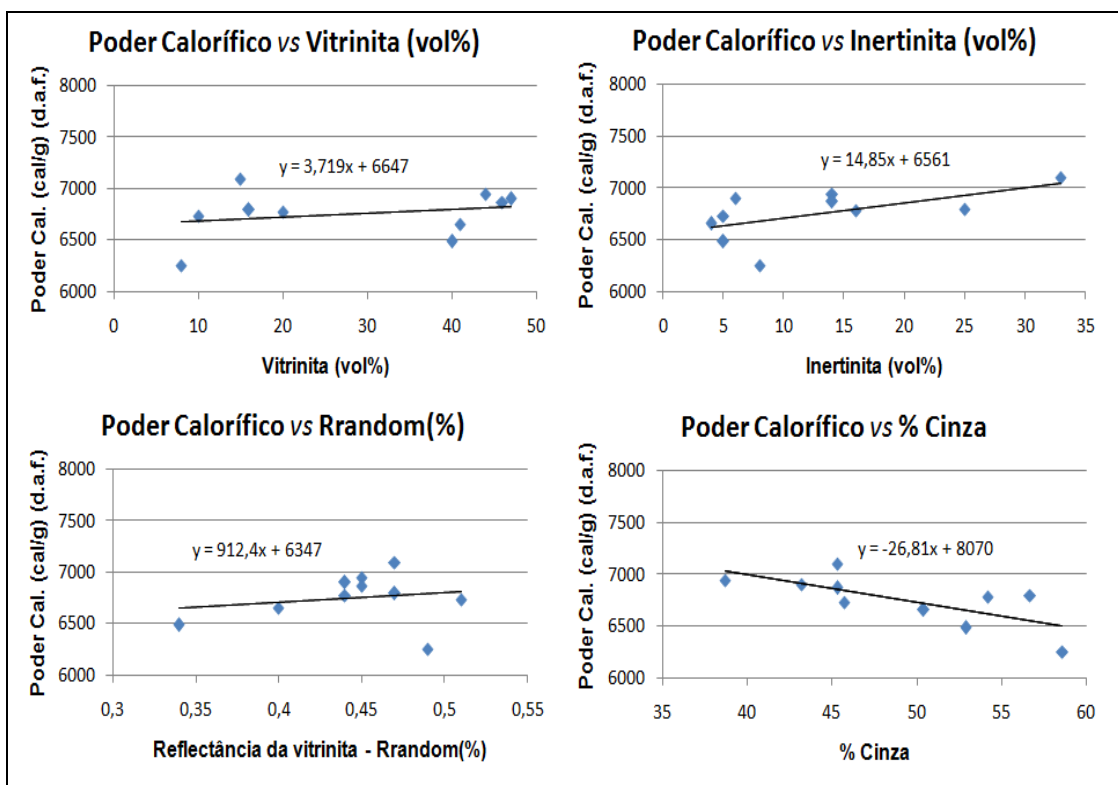 Poder Calorífico vs Vitrinita (vol%)
Poder Cal. (cal/g) (d.a.f.)
8000
7500
7000
6500
6000
y = 3,719x + 6647
0
10
20
30
40
50
Vitrinita (vol%)
Poder Calorífico vs Inertinita (vol%)
Poder Cal. (cal/g) (d.a.f.)
8000
7500
7000
6500
6000
y = 14,85x + 6561
0
5
10
15
20
25
30
35
Inertinita (vol%)
Poder Calorífico vs Rrandom(%)
Poder Cal. (cal/g) (d.a.f.)
8000
7500
7000
6500
6000
y = 912,4x + 6347
0,3
0,35
0,4
0,45
0,5
0,55
Reflectância da vitrinita - Rrandom(%)
Poder Calorífico vs % Cinza
Poder Cal. (cal/g) (d.a.f.)
8000
7500
7000
6500
6000
y = -26,81x + 8070
35
40
45
50
55
60
% Cinza